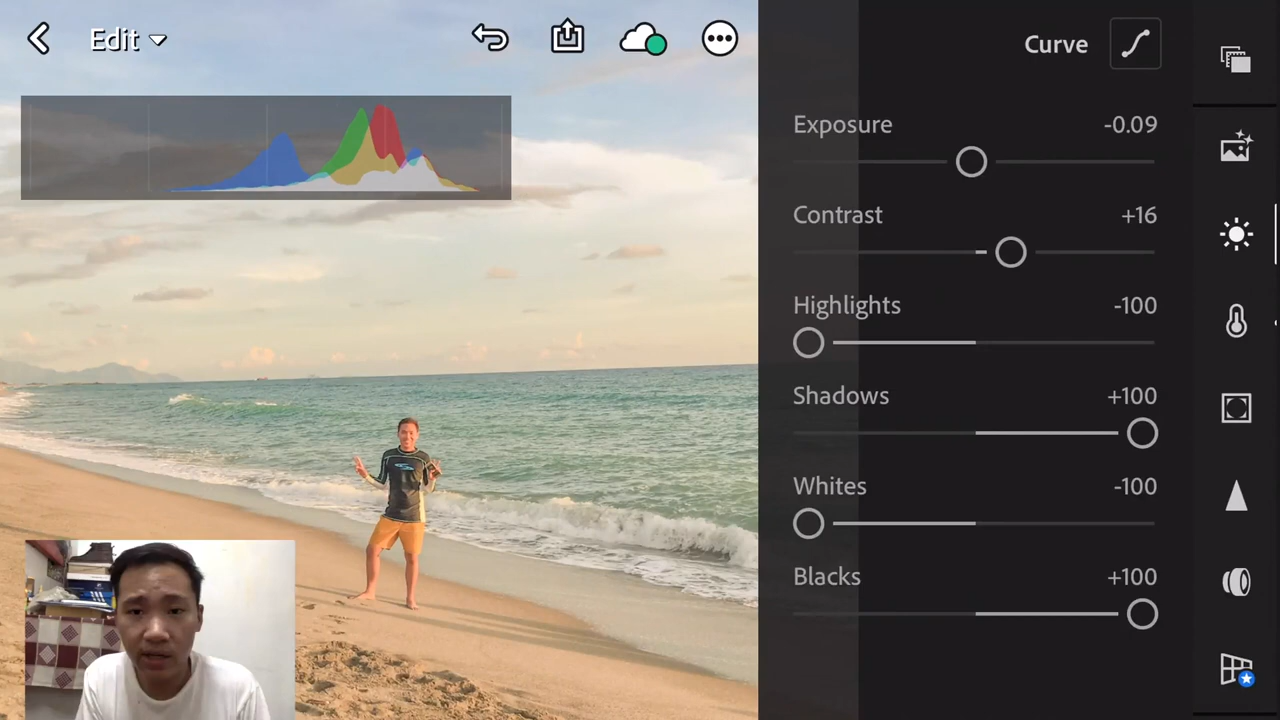 Edit
Curve
Exposure -0.09
Contrast +16
Highlights -100
Shadows +100
Whites -100
Blacks +100